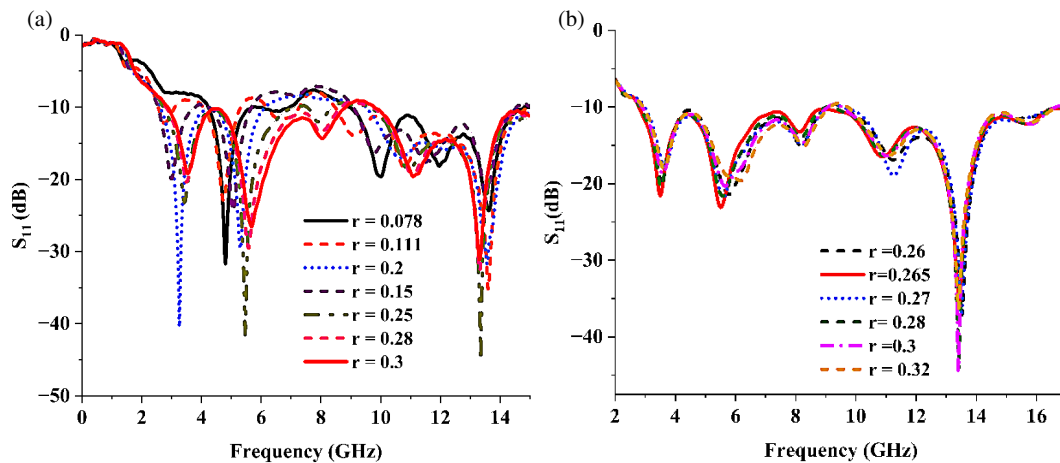 (a)
0
−10
−20
−30
−40
−50
S11 (dB)
r = 0.078
r = 0.111
r = 0.2
r = 0.15
r = 0.25
r = 0.28
r = 0.3
0 2 4 6 8 10 12 14
Frequency (GHz)
(b)
0
−10
−20
−30
−40
S11(dB)
r =0.26
r=0.265
r = 0.27
r= 0.28
r =0.3
r = 0.32
2 4 6 8 10 12 14 16
Frequency (GHz)